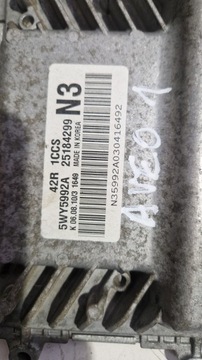 42R 1CCS
25184299
MADE IN KOREA
N3
5WY5992A
K 06.08.10/3 1649
N35992A030416492
AVEO 1